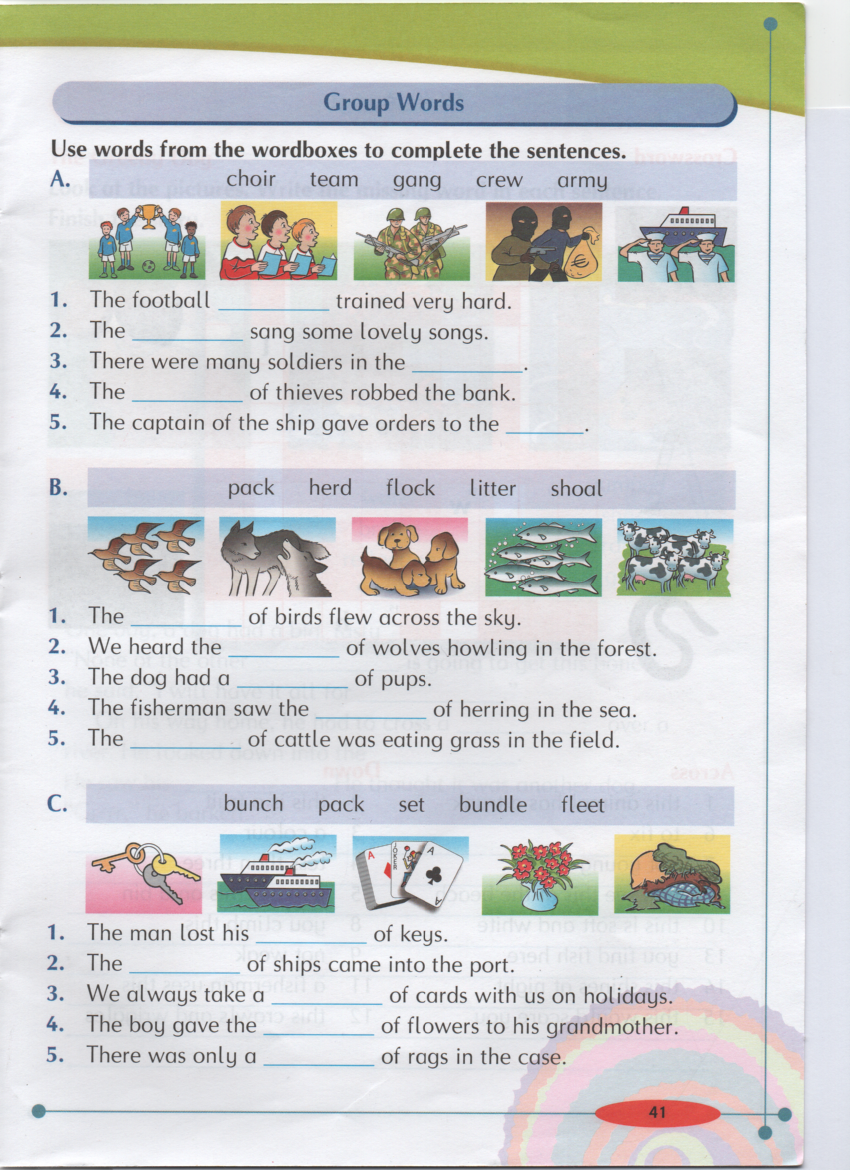 Group Words
Use words from the wordboxes to complete the sentences.
A. choir team gang crew army
1. The football __________ trained very hard.
2. The __________ sang some lovely songs.
3. There were many soldiers in the __________.
4. The __________ of thieves robbed the bank.
5. The captain of the ship gave orders to the _______.
B. pack herd flock litter shoal
1. The __________ of birds flew across the sky.
2. We heard the __________ of wolves howling in the forest.
3. The dog had a __________ of pups.
4. The fisherman saw the __________ of herring in the sea.
5. The __________ of cattle was eating grass in the field.
C. bunch pack set bundle fleet
A JOKER A A
1. The man lost his __________ of keys.
2. The __________ of ships came into the port.
3. We always take a __________ of cards with us on holidays.
4. The boy gave the __________ of flowers to his grandmother.
5. There was only a __________ of rags in the case.
41